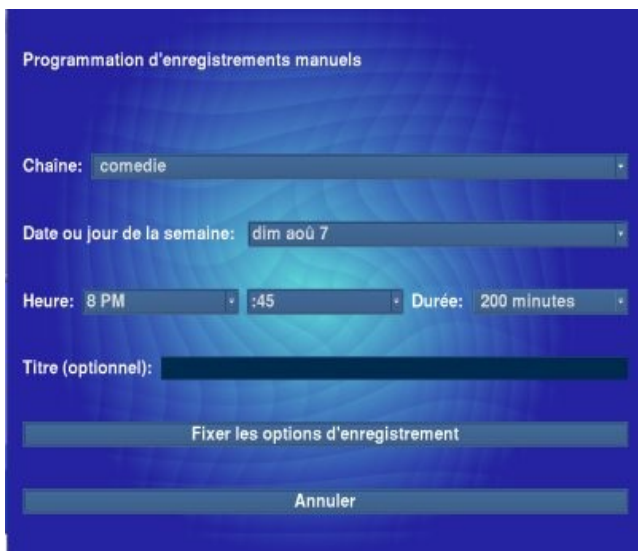 Programmation d'enregistrements manuels
Chaîne: comedie
Date ou jour de la semaine: dim aoû 7
Heure: 8 PM :45 Durée: 200 minutes
Titre (optionnel):
Fixer les options d'enregistrement
Annuler